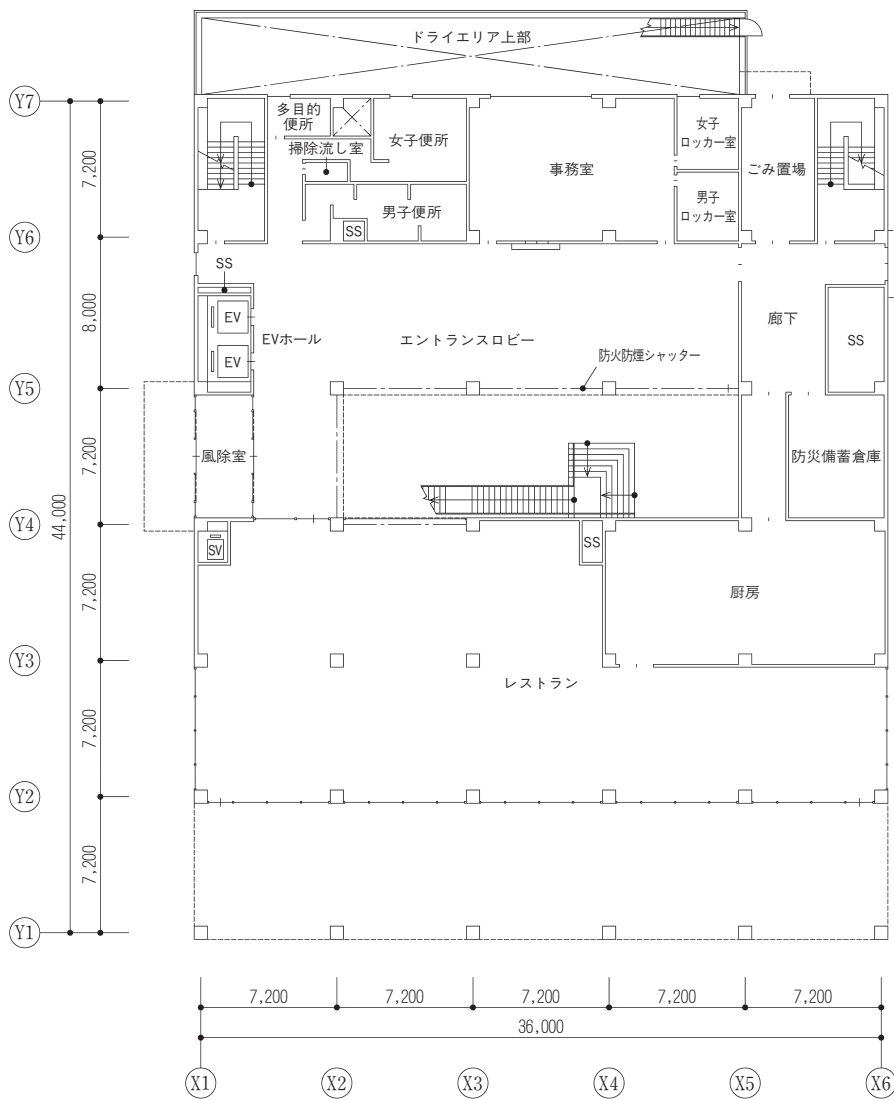 ドライエリア上部
Y7
多目的
便所
女子便所
女子
ロッカー室
掃除流し室
事務室
ごみ置場
7,200
男子
ロッカー室
男子便所
SS
Y6
SS
8,000
EV
EVホール
エントランスロビー
廊下
SS
EV
防火防煙シャッター
Y5
7,200
風除室
防災備蓄倉庫
44,000
Y4
SV
SS
7,200
厨房
Y3
レストラン
7,200
Y2
7,200
Y1
7,200
7,200
7,200
7,200
7,200
36,000
X1
X2
X3
X4
X5
X6